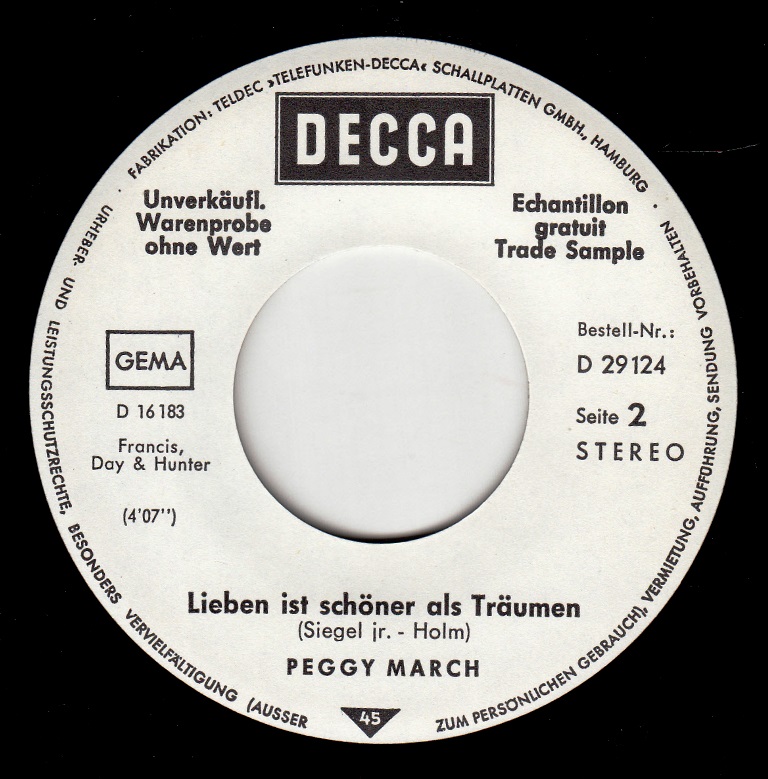 FABRIKATION: TELDEC ›TELEFUNKEN-DECCA‹ SCHALLPLATTEN GMBH., HAMBURG ·
DECCA
Unverkäufl.
Warenprobe
ohne Wert
Echantillon
gratuit
Trade Sample
GEMA
D 16 183
Francis,
Day & Hunter
(4'07'')
Bestell-Nr.:
D 29124
Seite 2
STEREO
Lieben ist schöner als Träumen
(Siegel jr. - Holm)
PEGGY MARCH
45
· URHEBER- UND LEISTUNGSSCHUTZRECHTE, BESONDERS VERVIELFÄLTIGUNG (AUSSER ZUM PERSÖNLICHEN GEBRAUCH), VERMIETUNG, AUFFÜHRUNG, SENDUNG VORBEHALTEN